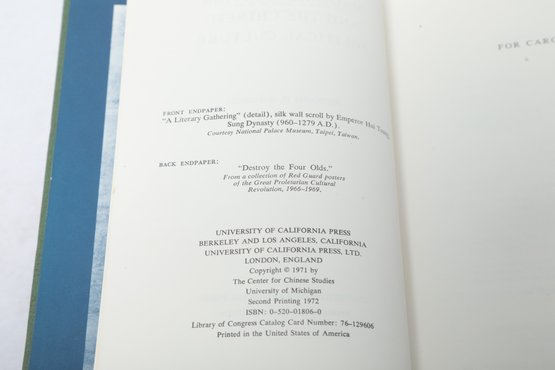 FRONT ENDPAPER:
"A Literary Gathering" (detail), silk wall scroll by Emperor Hui Tsung,
Sung Dynasty (960–1279 A.D.).
Courtesy National Palace Museum, Taipei, Taiwan.
BACK ENDPAPER:
"Destroy the Four Olds."
From a collection of Red Guard posters
of the Great Proletarian Cultural
Revolution, 1966–1969.
UNIVERSITY OF CALIFORNIA PRESS
BERKELEY AND LOS ANGELES, CALIFORNIA
UNIVERSITY OF CALIFORNIA PRESS, LTD.
LONDON, ENGLAND
Copyright © 1971 by
The Center for Chinese Studies
University of Michigan
Second Printing 1972
ISBN: 0–520–01806–0
Library of Congress Catalog Card Number: 76–129606
Printed in the United States of America
FOR CARO